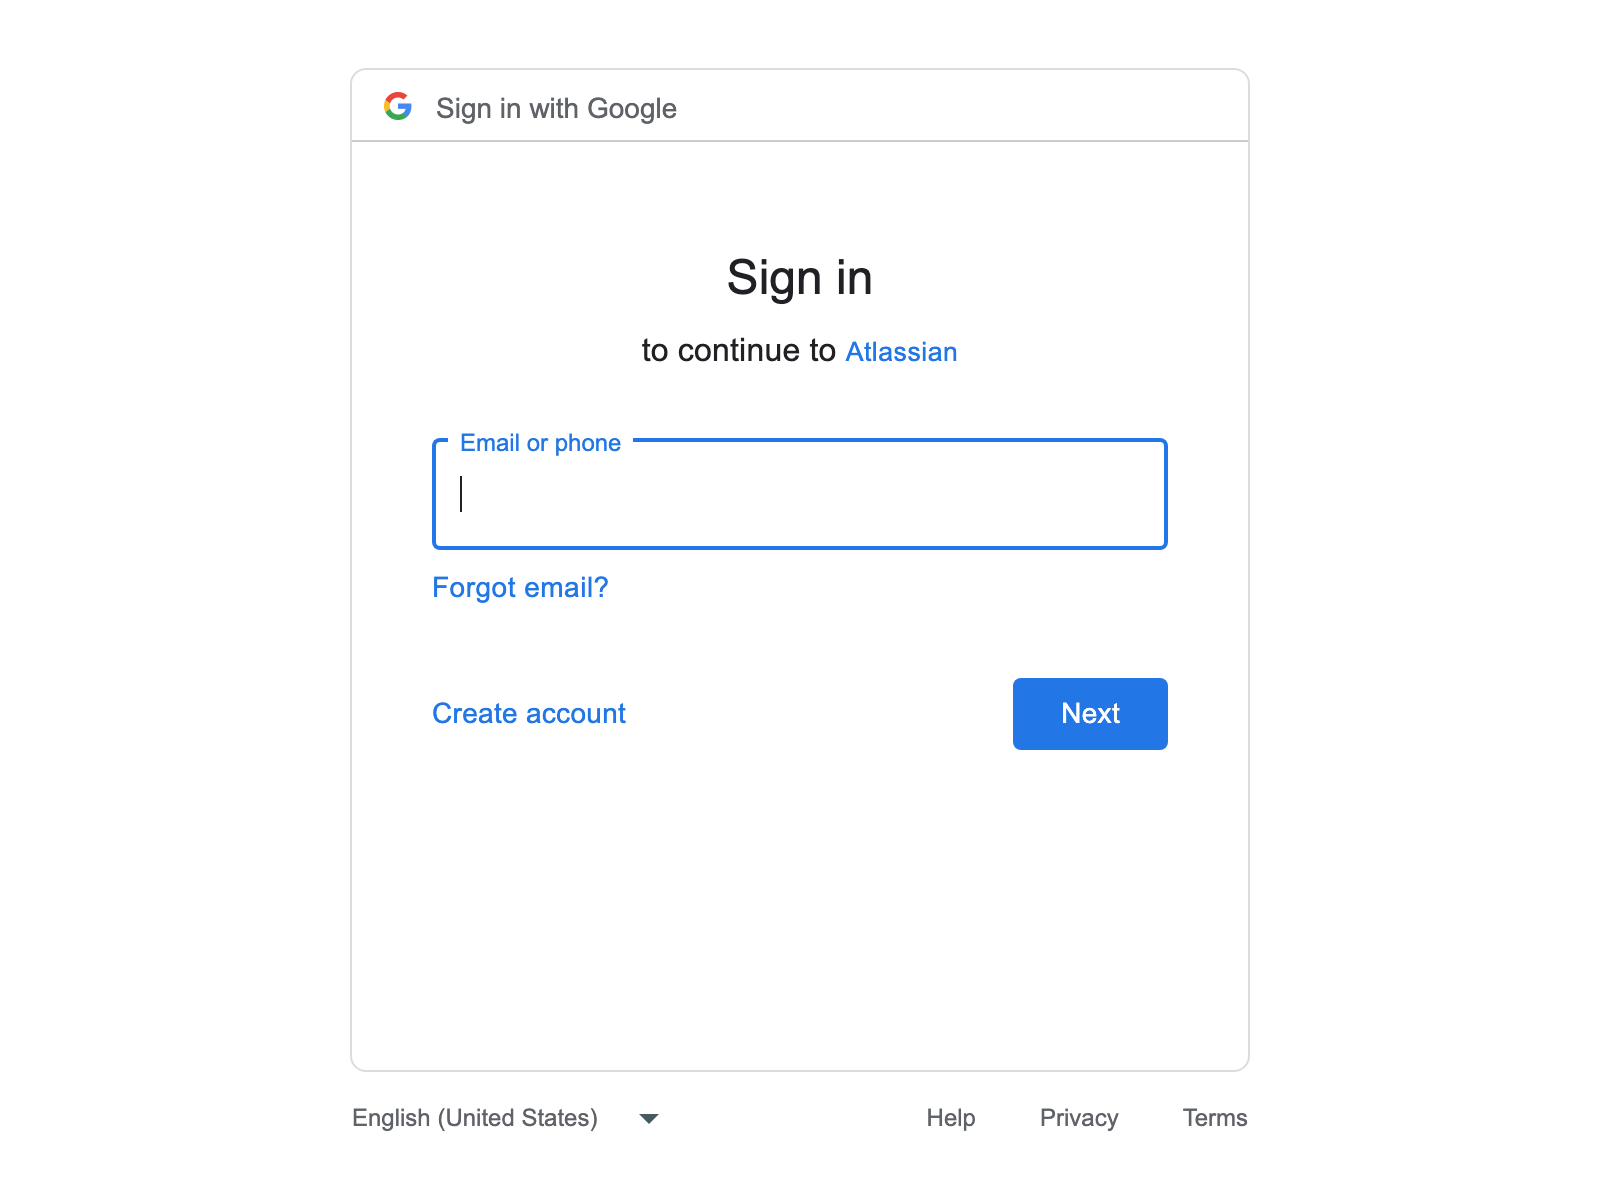 Sign in with Google
Sign in
to continue to Atlassian
Email or phone
Forgot email?
Create account
Next
English (United States)
Help
Privacy
Terms